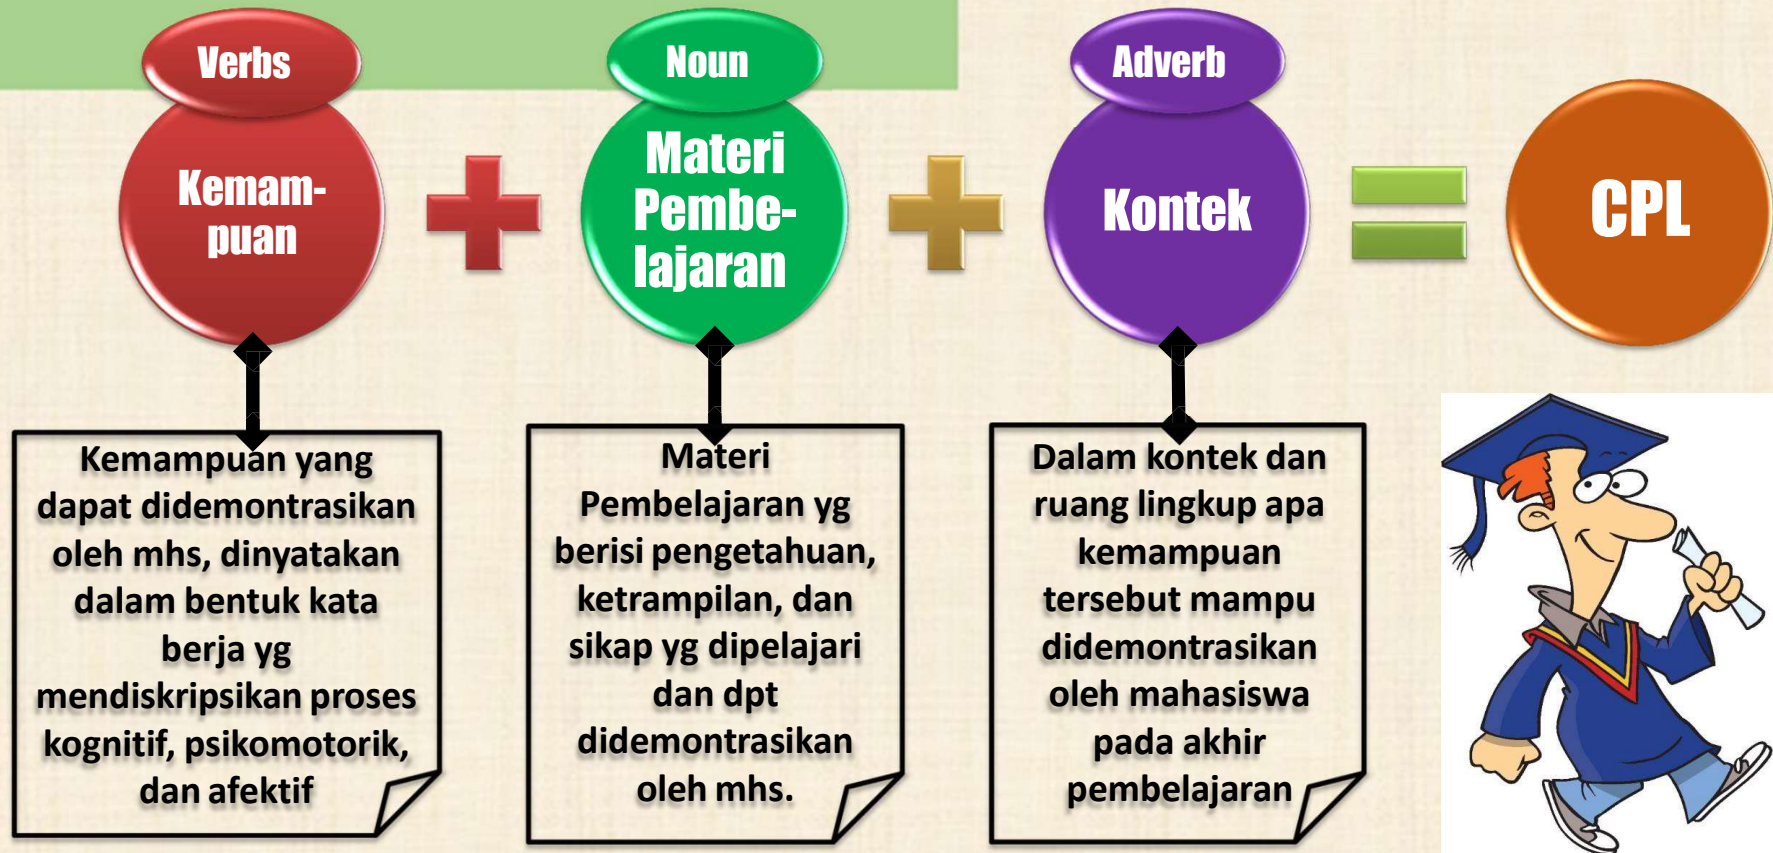 Verbs
Kemam-
puan
Noun
Materi
Pembe-
lajaran
Adverb
Kontek
CPL
Kemampuan yang
dapat didemontrasikan
oleh mhs, dinyatakan
dalam bentuk kata
berja yg
mendiskripsikan proses
kognitif, psikomotorik,
dan afektif
Materi
Pembelajaran yg
berisi pengetahuan,
ketrampilan, dan
sikap yg dipelajari
dan dpt
didemontrasikan
oleh mhs.
Dalam kontek dan
ruang lingkup apa
kemampuan
tersebut mampu
didemontrasikan
oleh mahasiswa
pada akhir
pembelajaran